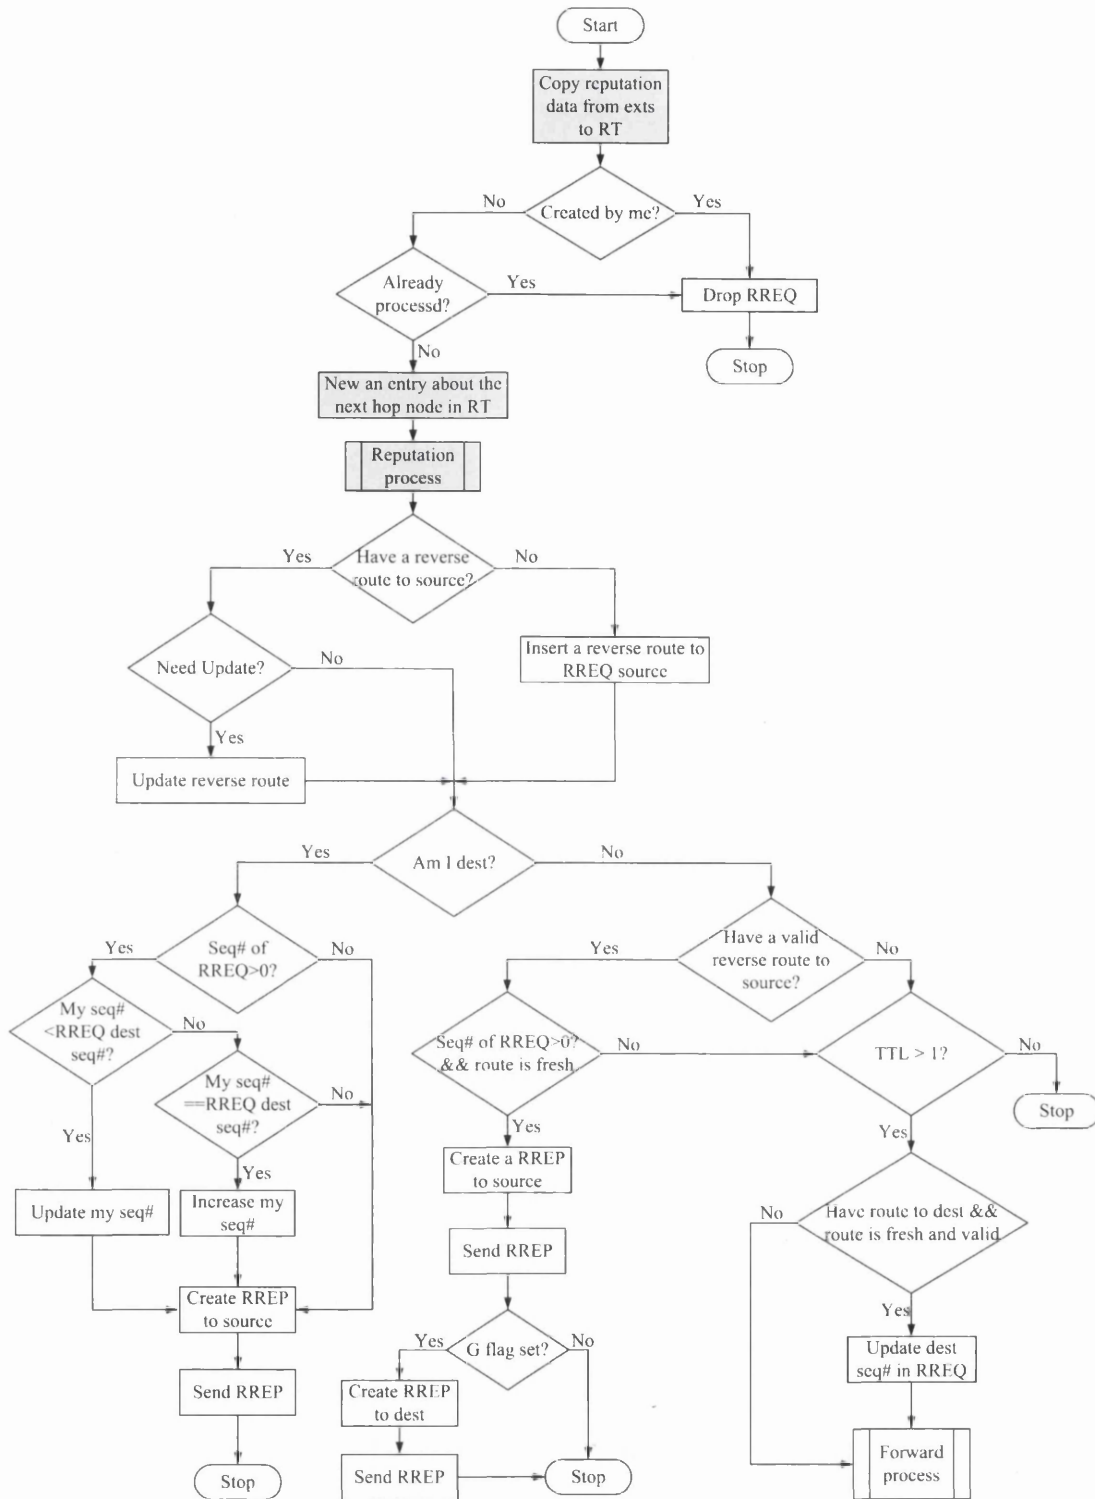 Start
Copy reputation
data from exts
to RT
No
Created by me?
Yes
Already
processd?
Yes
Drop RREQ
No
Stop
New an entry about the
next hop node in RT
Reputation
process
Yes
Have a reverse
route to source?
No
Need Update?
No
Insert a reverse route to
RREQ source
Yes
Update reverse route
Yes
Am I dest?
No
Yes
Seq# of
RREQ>0?
No
Yes
Have a valid
reverse route to
source?
No
My seq#
<RREQ dest
seq#?
No
Seq# of RREQ>0?
&& route is fresh
No
TTL > 1?
No
My seq#
==RREQ dest
seq#?
No
Stop
Yes
Yes
Yes
Yes
Create a RREP
to source
Update my seq#
Increase my
seq#
No
Have route to dest &&
route is fresh and valid
Send RREP
Create RREP
to source
Yes
Yes
G flag set?
No
Update dest
seq# in RREQ
Send RREP
Create RREP
to dest
Forward
process
Stop
Send RREP
Stop